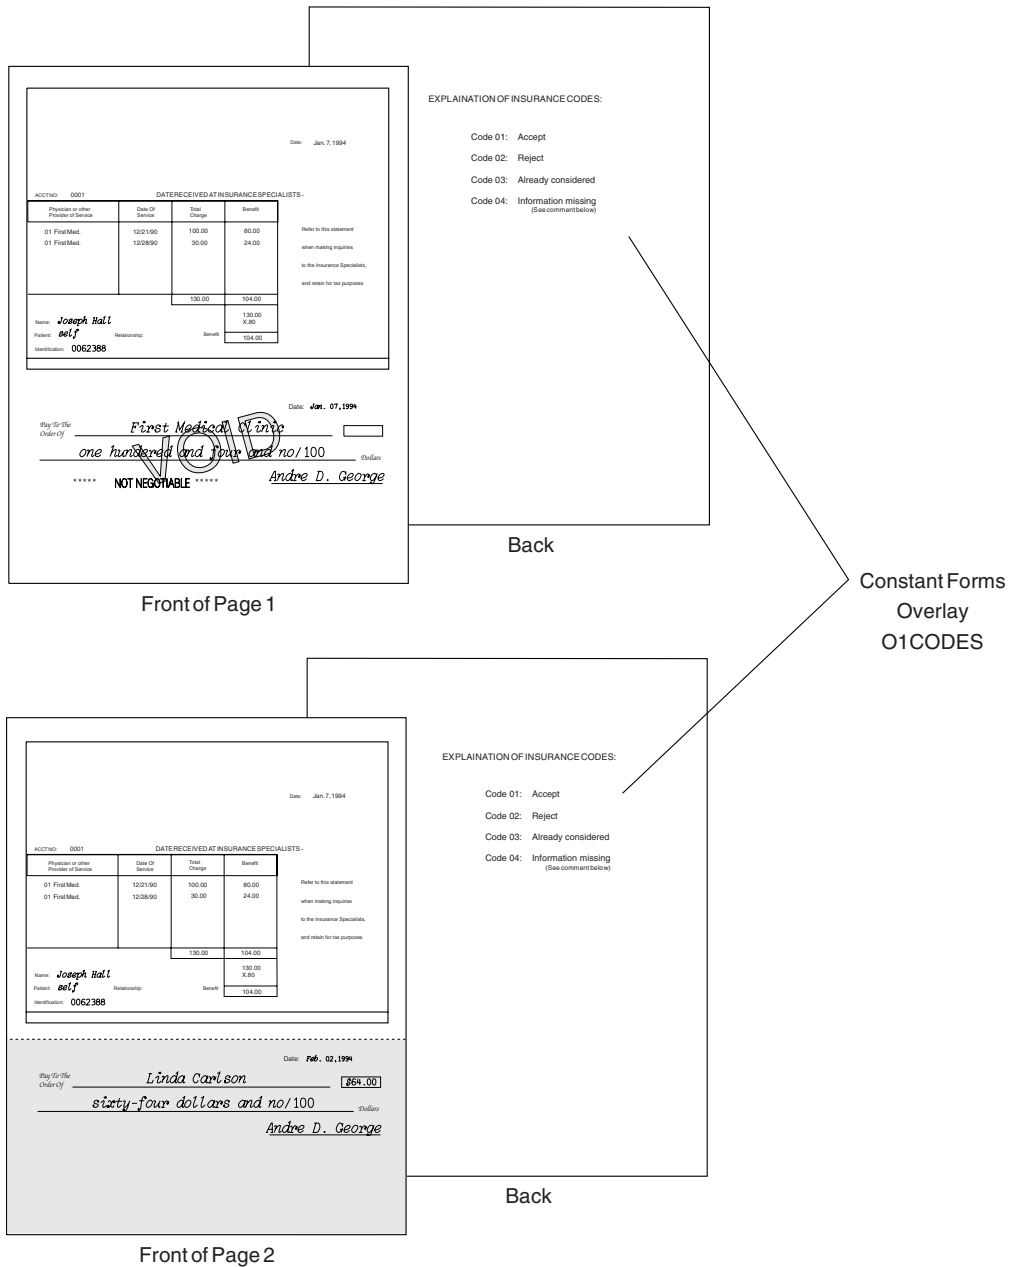 EXPLAINATION OF INSURANCE CODES:
Code 01: Accept
Code 02: Reject
Code 03: Already considered
Code 04: Information missing
(See comment below)
Date: Jan. 7, 1994
ACCT NO: 0001 DATE RECEIVED AT INSURANCE SPECIALISTS -
Physician or other Date Of Total Benefit
Provider of Service Service Charge
01 First Med. 12/21/90 100.00 80.00 Refer to this statement
01 First Med. 12/28/90 30.00 24.00
when making inquiries
to the Insurance Specialists,
and retain for tax purposes
130.00 104.00
130.00
Name: Joseph Hall X.80
Patient: self Relationship: Benefit 104.00
Identification: 0062388
Date: Jan. 07,1994
Pay To The
Order Of First Medical Clinic
VOID
one hundred and four and no/100 Dollars
***** NOT NEGOTIABLE ***** Andre D. George
Back
Front of Page 1
Constant Forms
Overlay
O1CODES
EXPLAINATION OF INSURANCE CODES:
Code 01: Accept
Code 02: Reject
Code 03: Already considered
Code 04: Information missing
(See comment below)
Date: Jan. 7, 1994
ACCT NO: 0001 DATE RECEIVED AT INSURANCE SPECIALISTS -
Physician or other Date Of Total Benefit
Provider of Service Service Charge
01 First Med. 12/21/90 100.00 80.00 Refer to this statement
01 First Med. 12/28/90 30.00 24.00
when making inquiries
to the Insurance Specialists,
and retain for tax purposes
130.00 104.00
130.00
Name: Joseph Hall X.80
Patient: self Relationship: Benefit 104.00
Identification: 0062388
Date: Feb. 02,1994
Pay To The
Order Of Linda Carlson $64.00
sixty-four dollars and no/100 Dollars
Andre D. George
Back
Front of Page 2